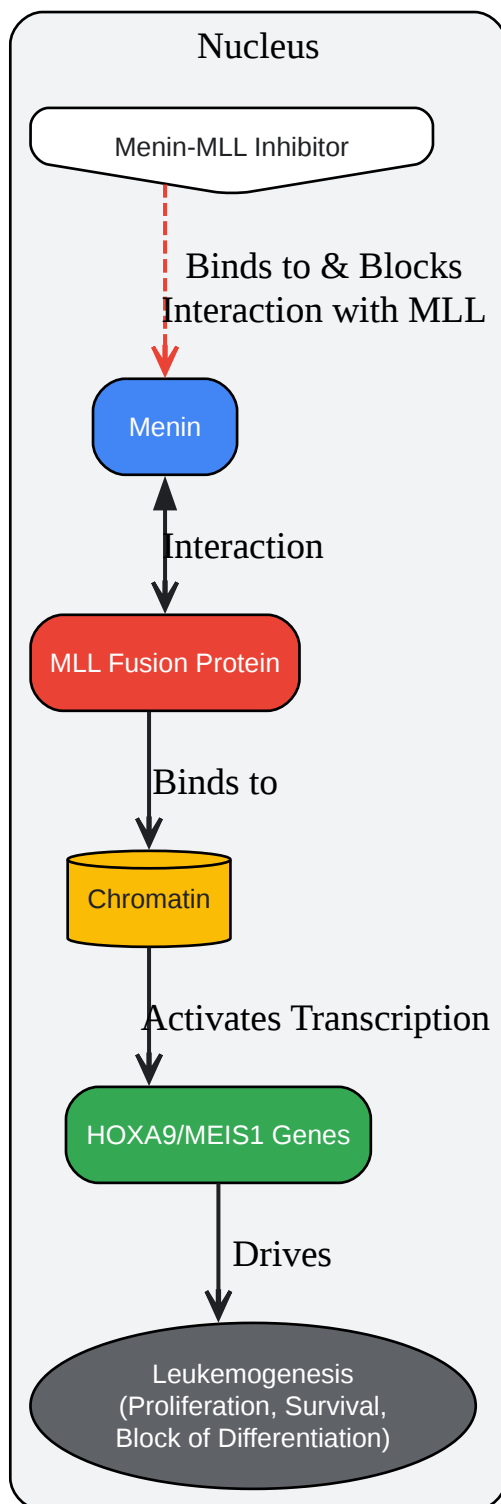 Nucleus
Menin-MLL Inhibitor
Binds to & Blocks
Interaction with MLL
Menin
Interaction
MLL Fusion Protein
Binds to
Chromatin
Activates Transcription
HOXA9/MEIS1 Genes
Drives
Leukemogenesis
(Proliferation, Survival,
Block of Differentiation)